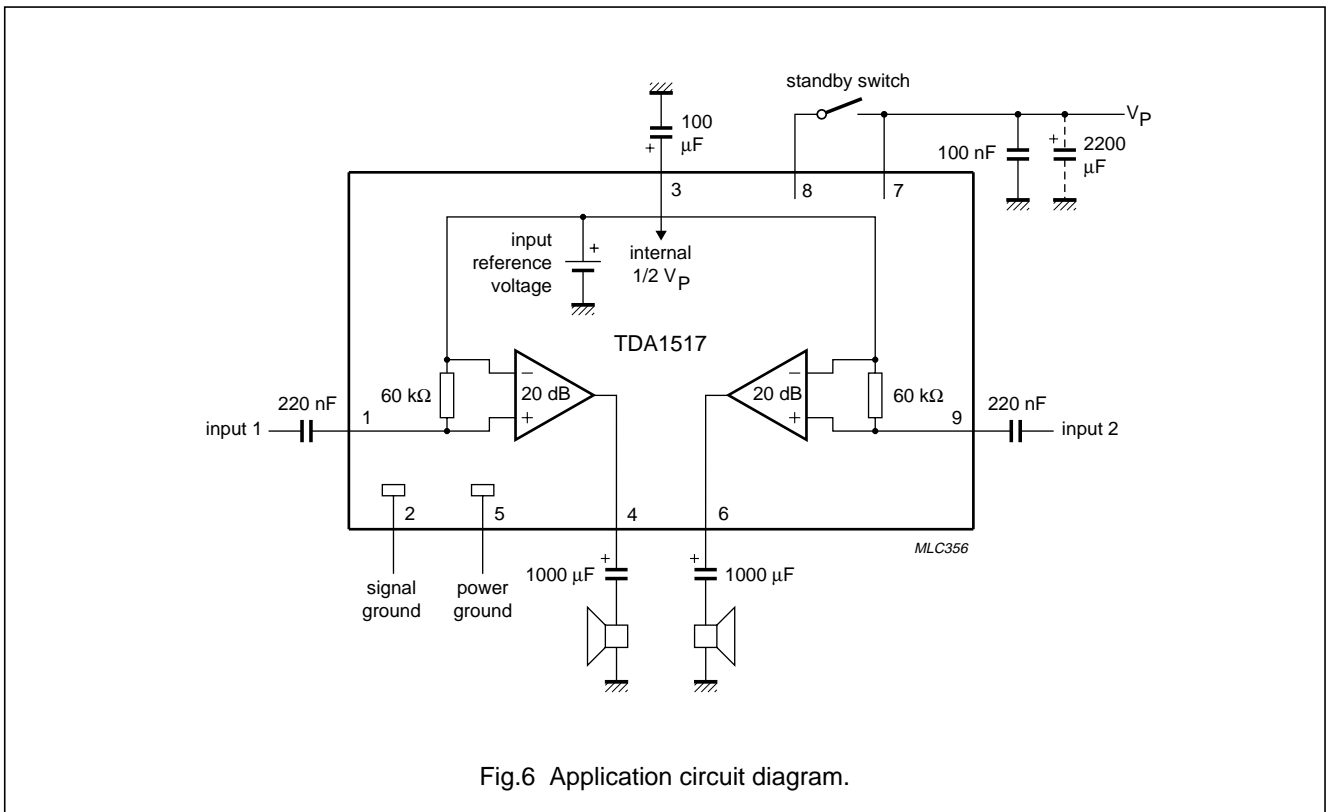 standby switch
100
μF
+
VP
100 nF
+
2200
μF
3
8
7
input
reference
voltage
+
internal
1/2 VP
TDA1517
60 kΩ
−
+
20 dB
20 dB
−
+
60 kΩ
220 nF
1
input 1
9
220 nF
input 2
2
5
4
6
MLC356
signal
ground
power
ground
+
1000 μF
+
1000 μF
Fig.6 Application circuit diagram.